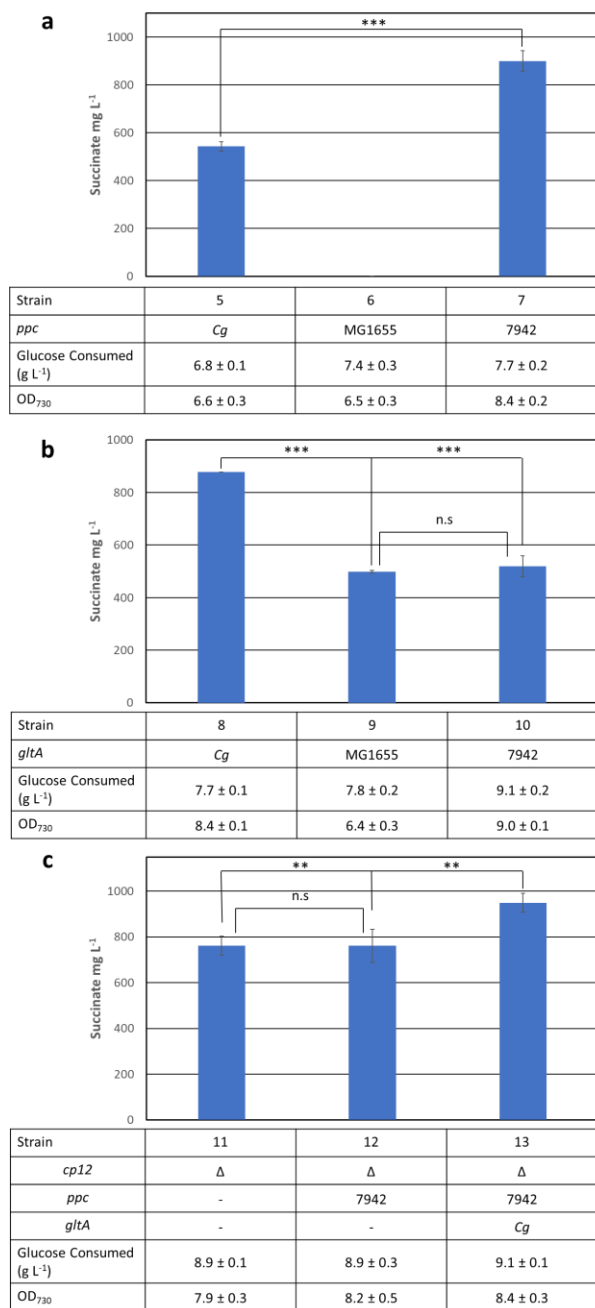 a
***
1000
800
600
400
200
0
Succinate mg L⁻¹
Strain 5 6 7
ppc Cg MG1655 7942
Glucose Consumed (g L⁻¹) 6.8 ± 0.1 7.4 ± 0.3 7.7 ± 0.2
OD₇₃₀ 6.6 ± 0.3 6.5 ± 0.3 8.4 ± 0.2
b
1000
*** ***
800
n.s
600
400
200
0
Succinate mg L⁻¹
Strain 8 9 10
gltA Cg MG1655 7942
Glucose Consumed (g L⁻¹) 7.7 ± 0.1 7.8 ± 0.2 9.1 ± 0.2
OD₇₃₀ 8.4 ± 0.1 6.4 ± 0.3 9.0 ± 0.1
c
** **
1000
n.s
800
600
400
200
0
Succinate mg L⁻¹
Strain 11 12 13
cp12 Δ Δ Δ
ppc - 7942 7942
gltA - - Cg
Glucose Consumed (g L⁻¹) 8.9 ± 0.1 8.9 ± 0.3 9.1 ± 0.1
OD₇₃₀ 7.9 ± 0.3 8.2 ± 0.5 8.4 ± 0.3